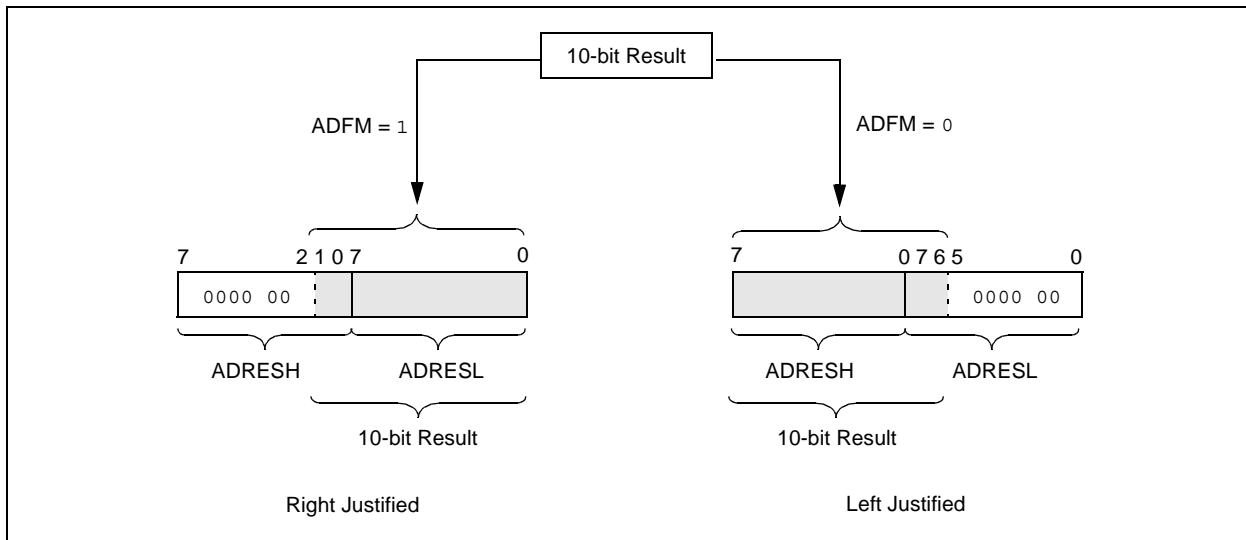 10-bit Result
ADFM = 1
ADFM = 0
7 2 1 0 7 0
7 0 7 6 5 0
0000 00
0000 00
ADRESH ADRESL
ADRESH ADRESL
10-bit Result
10-bit Result
Right Justified
Left Justified